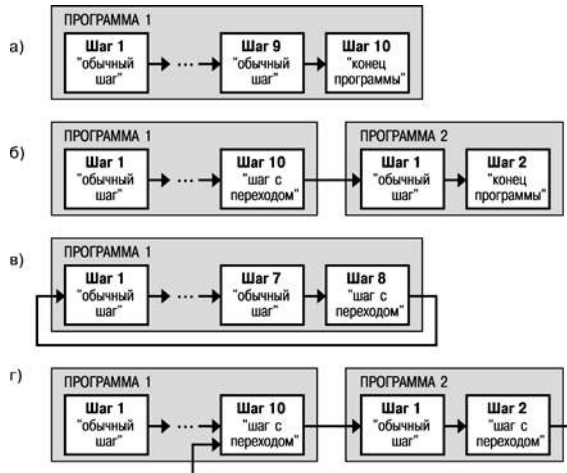 а)
ПРОГРАММА 1
Шаг 1
"обычный
шаг"
...
Шаг 9
"обычный
шаг"
Шаг 10
"конец
программы"
б)
ПРОГРАММА 1
Шаг 1
"обычный
шаг"
...
Шаг 10
"шаг с
переходом"
ПРОГРАММА 2
Шаг 1
"обычный
шаг"
Шаг 2
"конец
программы"
в)
ПРОГРАММА 1
Шаг 1
"обычный
шаг"
...
Шаг 7
"обычный
шаг"
Шаг 8
"шаг с
переходом"
г)
ПРОГРАММА 1
Шаг 1
"обычный
шаг"
...
Шаг 10
"шаг с
переходом"
ПРОГРАММА 2
Шаг 1
"обычный
шаг"
Шаг 2
"шаг с
переходом"